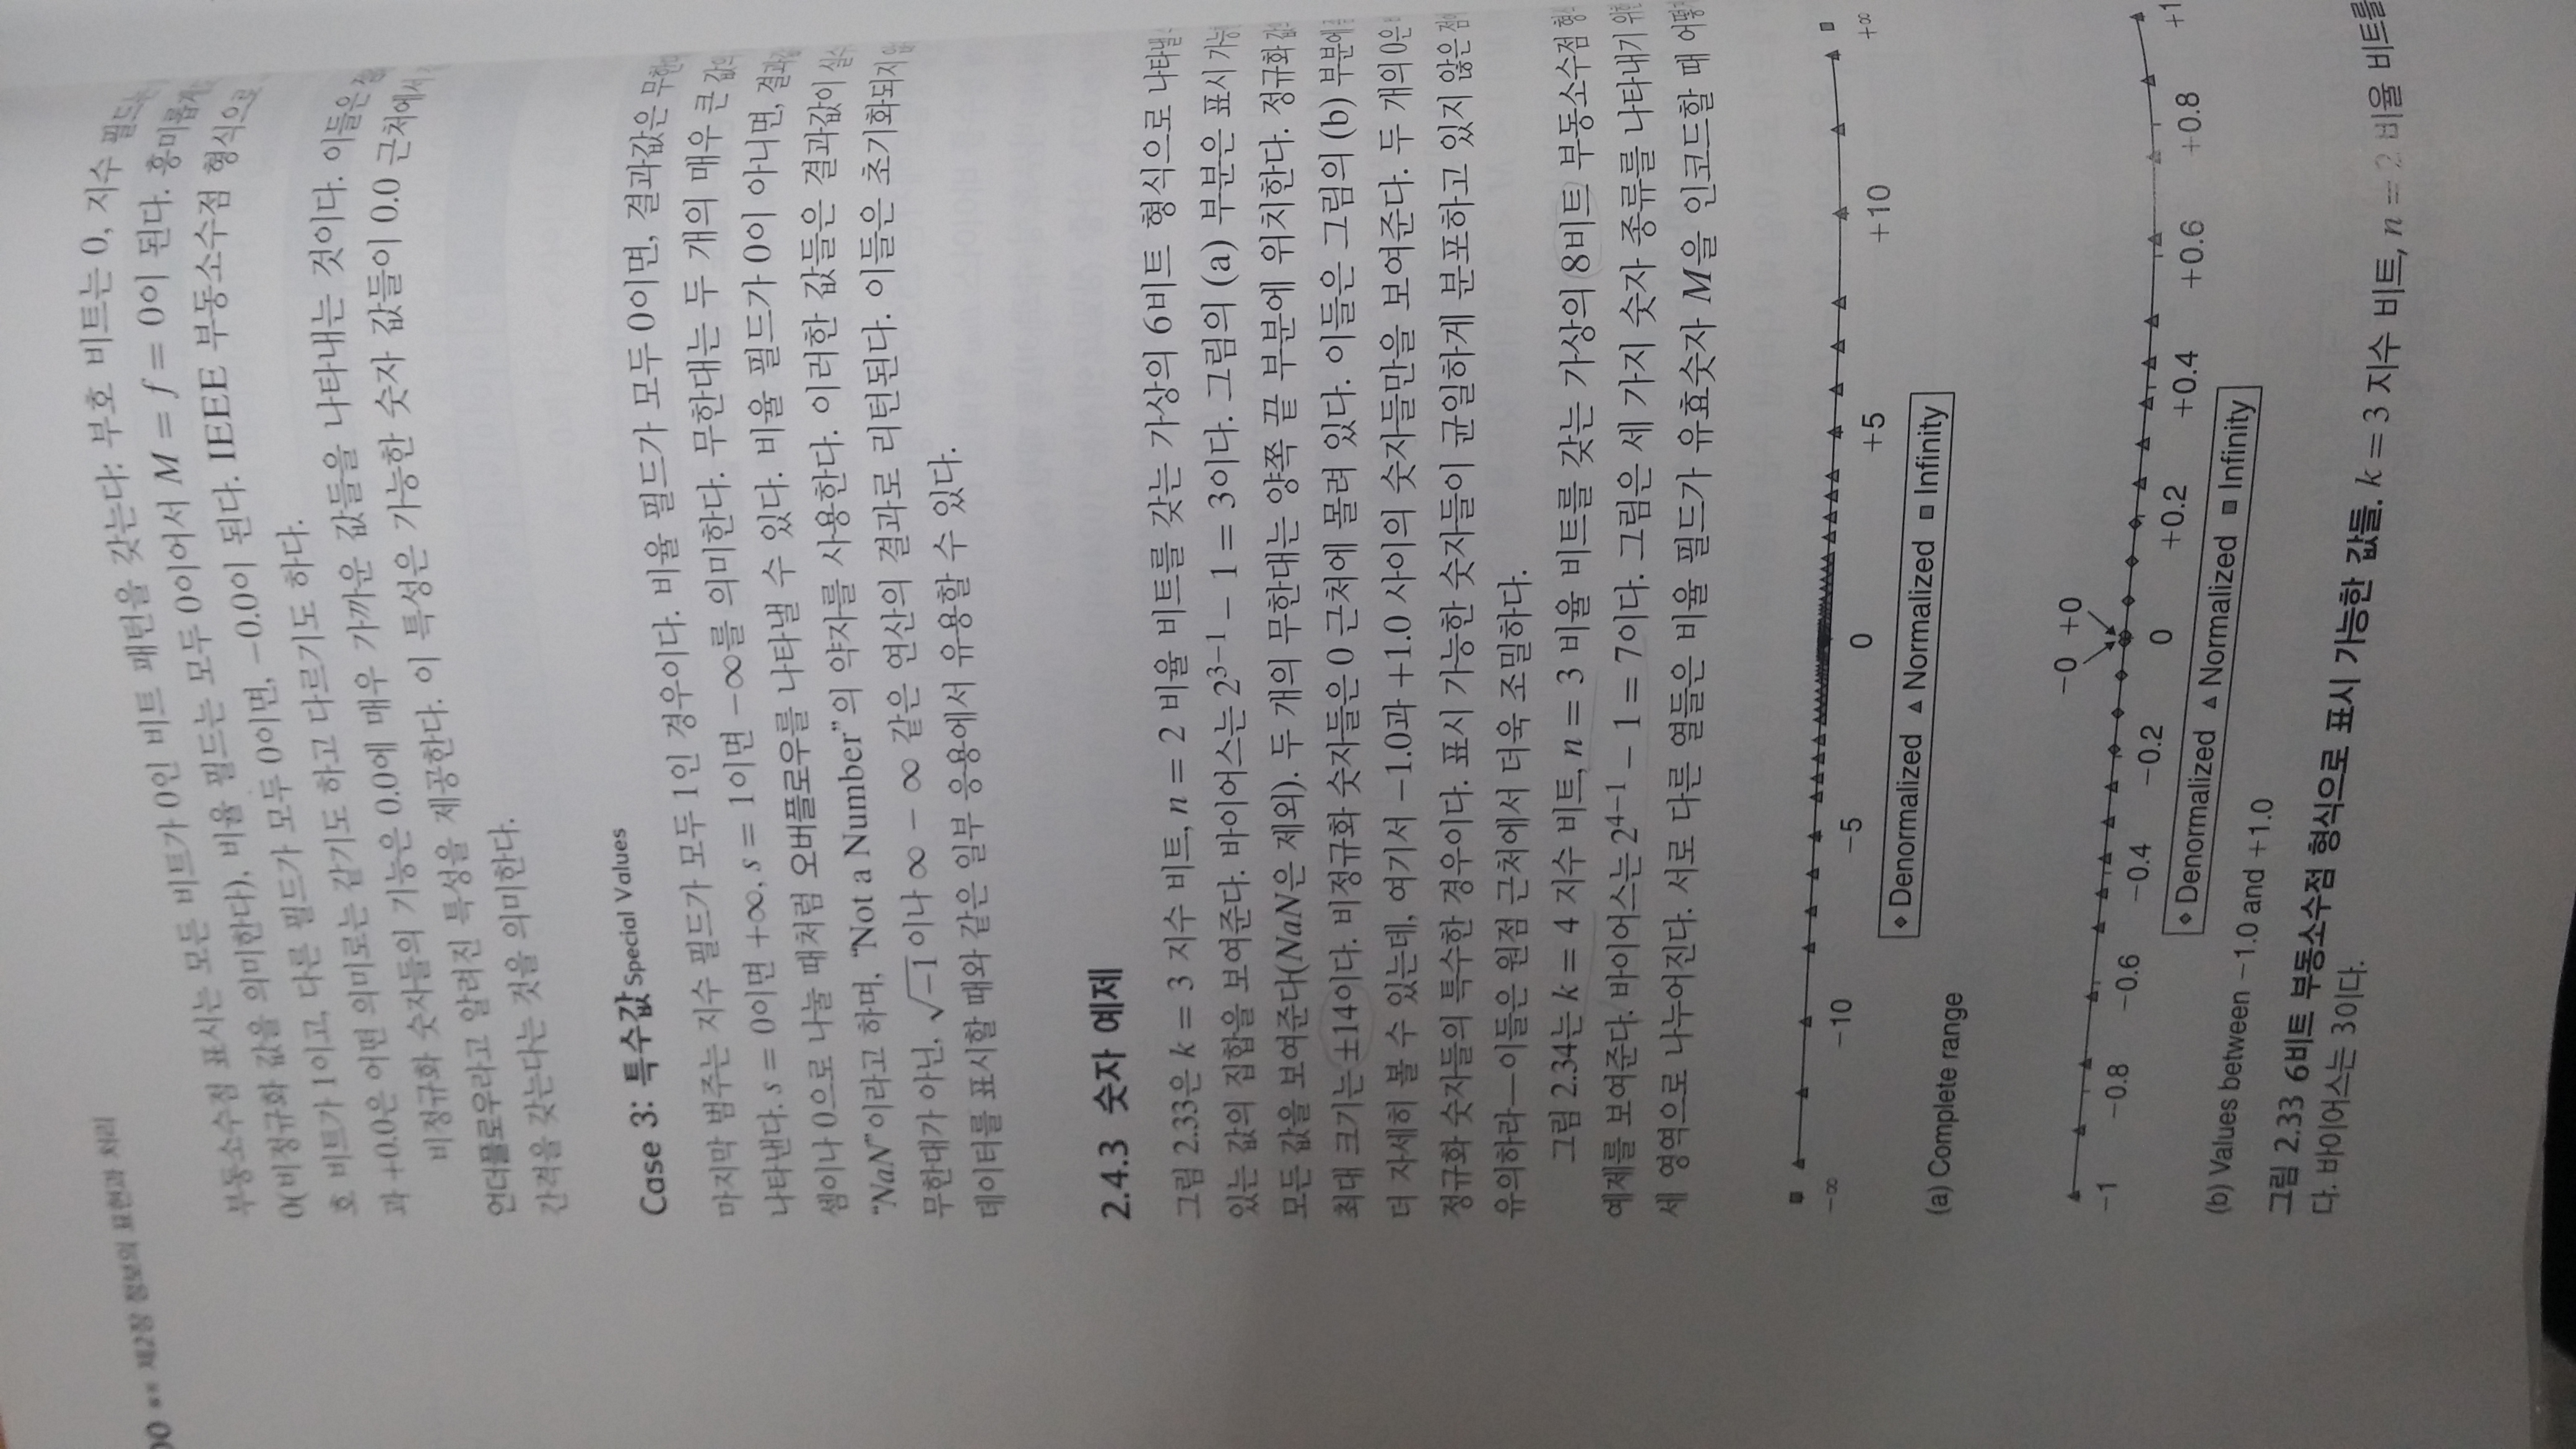 00 ** 제2장 정보의 표현과 처리
부동소수점 표시는 모든 비트가 0인 비트 패턴을 갖는다: 부호 비트는 0, 지수 필드는
0(비정규화 값을 의미한다), 비율 필드는 모두 0이어서 M = f = 0이 된다. 흥미롭게
호 비트가 1이고, 다른 필드가 모두 0이면, −0.0이 된다. IEEE 부동소수점 형식으로
과 +0.0은 어떤 의미로는 같기도 하고 다르기도 하다.
비정규화 숫자들의 기능은 0.0에 매우 가까운 값들을 나타내는 것이다. 이들은
언더플로우라고 알려진 특성을 제공한다. 이 특성은 가능한 숫자 값들이 0.0 근처에서
간격을 갖는다는 것을 의미한다.
Case 3: 특수값 Special Values
마지막 범주는 지수 필드가 모두 1인 경우이다. 비율 필드가 모두 0이면, 결과값은
나타낸다. s = 0이면 +∞, s = 1이면 −∞를 의미한다. 무한대는 두 개의 매우 큰
셈이나 0으로 나눌 때처럼 오버플로우를 나타낼 수 있다. 비율 필드가 0이 아니면,
“NaN”이라고 하며, “Not a Number”의 약자를 사용한다. 이러한 값들은 결과값이
무한대가 아닌, √−1이나 ∞ − ∞ 같은 연산의 결과로 리턴된다. 이들은 초기화되지
데이터를 표시할 때와 같은 일부 응용에서 유용할 수 있다.
2.4.3 숫자 예제
그림 2.33은 k = 3 지수 비트, n = 2 비율 비트를 갖는 가상의 6비트 형식으로 나타낼
있는 값의 집합을 보여준다. 바이어스는 2³⁻¹ − 1 = 3이다. 그림의 (a) 부분은 표시
모든 값을 보여준다(NaN은 제외). 두 개의 무한대는 양쪽 끝 부분에 위치한다. 정규화
최대 크기는 ±14이다. 비정규화 숫자들은 0 근처에 몰려 있다. 이들은 그림의 (b) 부분에
더 자세히 볼 수 있는데, 여기서 −1.0과 +1.0 사이의 숫자들만을 보여준다. 두 개의 0은
정규화 숫자들의 특수한 경우이다. 표시 가능한 숫자들이 균일하게 분포하고 있지 않은
유의하라—이들은 원점 근처에서 더욱 조밀하다.
그림 2.34는 k = 4 지수 비트, n = 3 비율 비트를 갖는 가상의 8비트 부동소수점
예제를 보여준다. 바이어스는 2⁴⁻¹ − 1 = 7이다. 그림은 세 가지 숫자 종류를 나타내기
세 영역으로 나누어진다. 서로 다른 열들은 비율 필드가 유효숫자 M을 인코드할 때
−∞ −10 −5 0 +5 +10 +∞
◆ Denormalized ▲ Normalized ■ Infinity
(a) Complete range
−0 +0
−1 −0.8 −0.6 −0.4 −0.2 0 +0.2 +0.4 +0.6 +0.8 +1
◆ Denormalized ▲ Normalized ■ Infinity
(b) Values between −1.0 and +1.0
그림 2.33 6비트 부동소수점 형식으로 표시 가능한 값들. k = 3 지수 비트, n = 2 비율 비트를
다. 바이어스는 3이다.